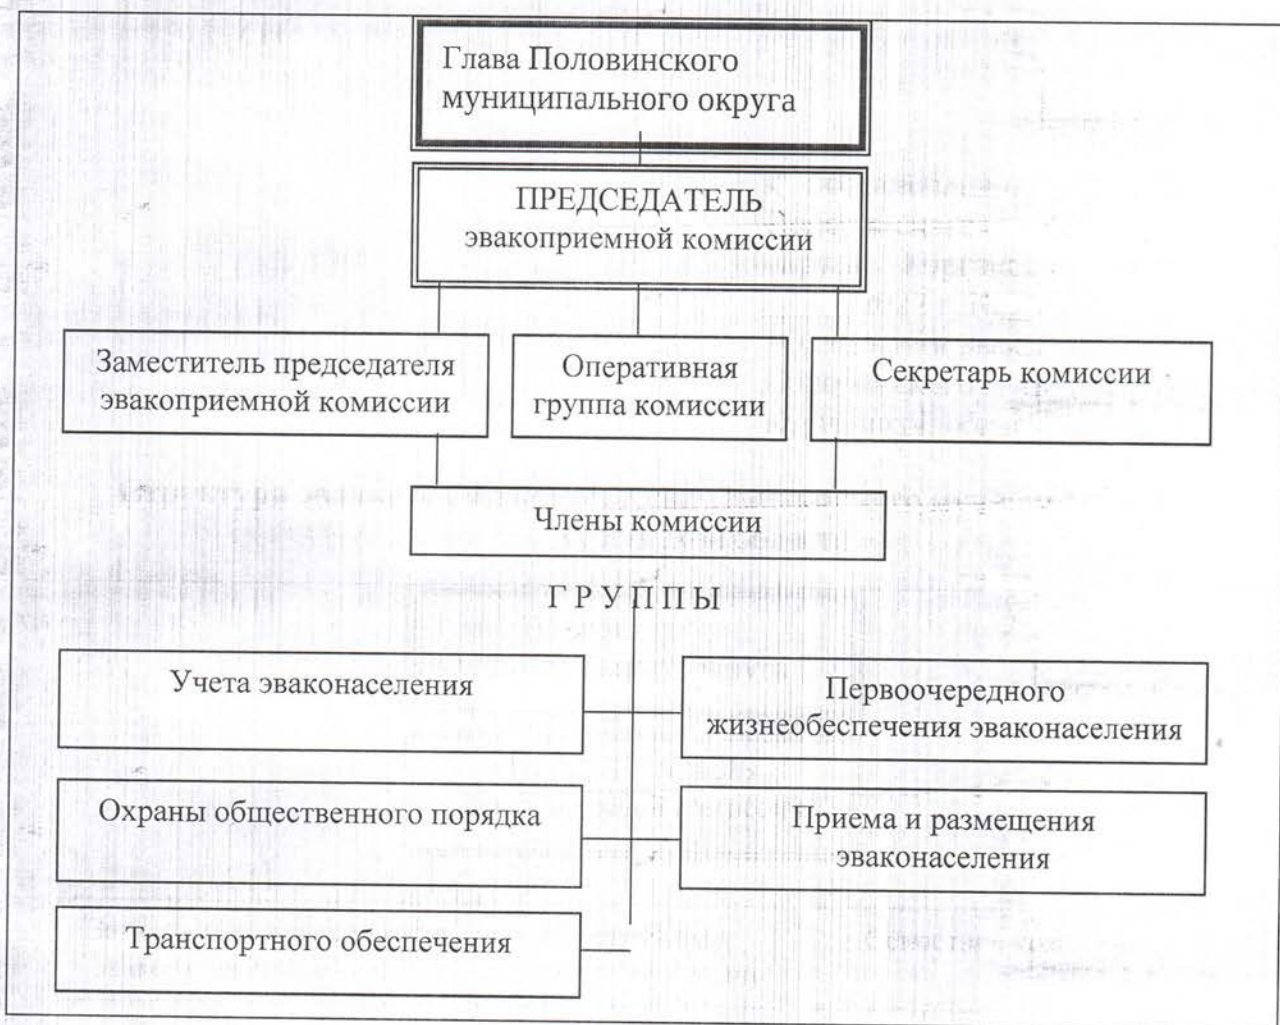 Глава Половинского
муниципального округа
ПРЕДСЕДАТЕЛЬ
эвакоприемной комиссии
Заместитель председателя
эвакоприемной комиссии
Оперативная
группа комиссии
Секретарь комиссии
Члены комиссии
Г Р У П П Ы
Учета эваконаселения
Первоочередного
жизнеобеспечения эваконаселения
Охраны общественного порядка
Приема и размещения
эваконаселения
Транспортного обеспечения